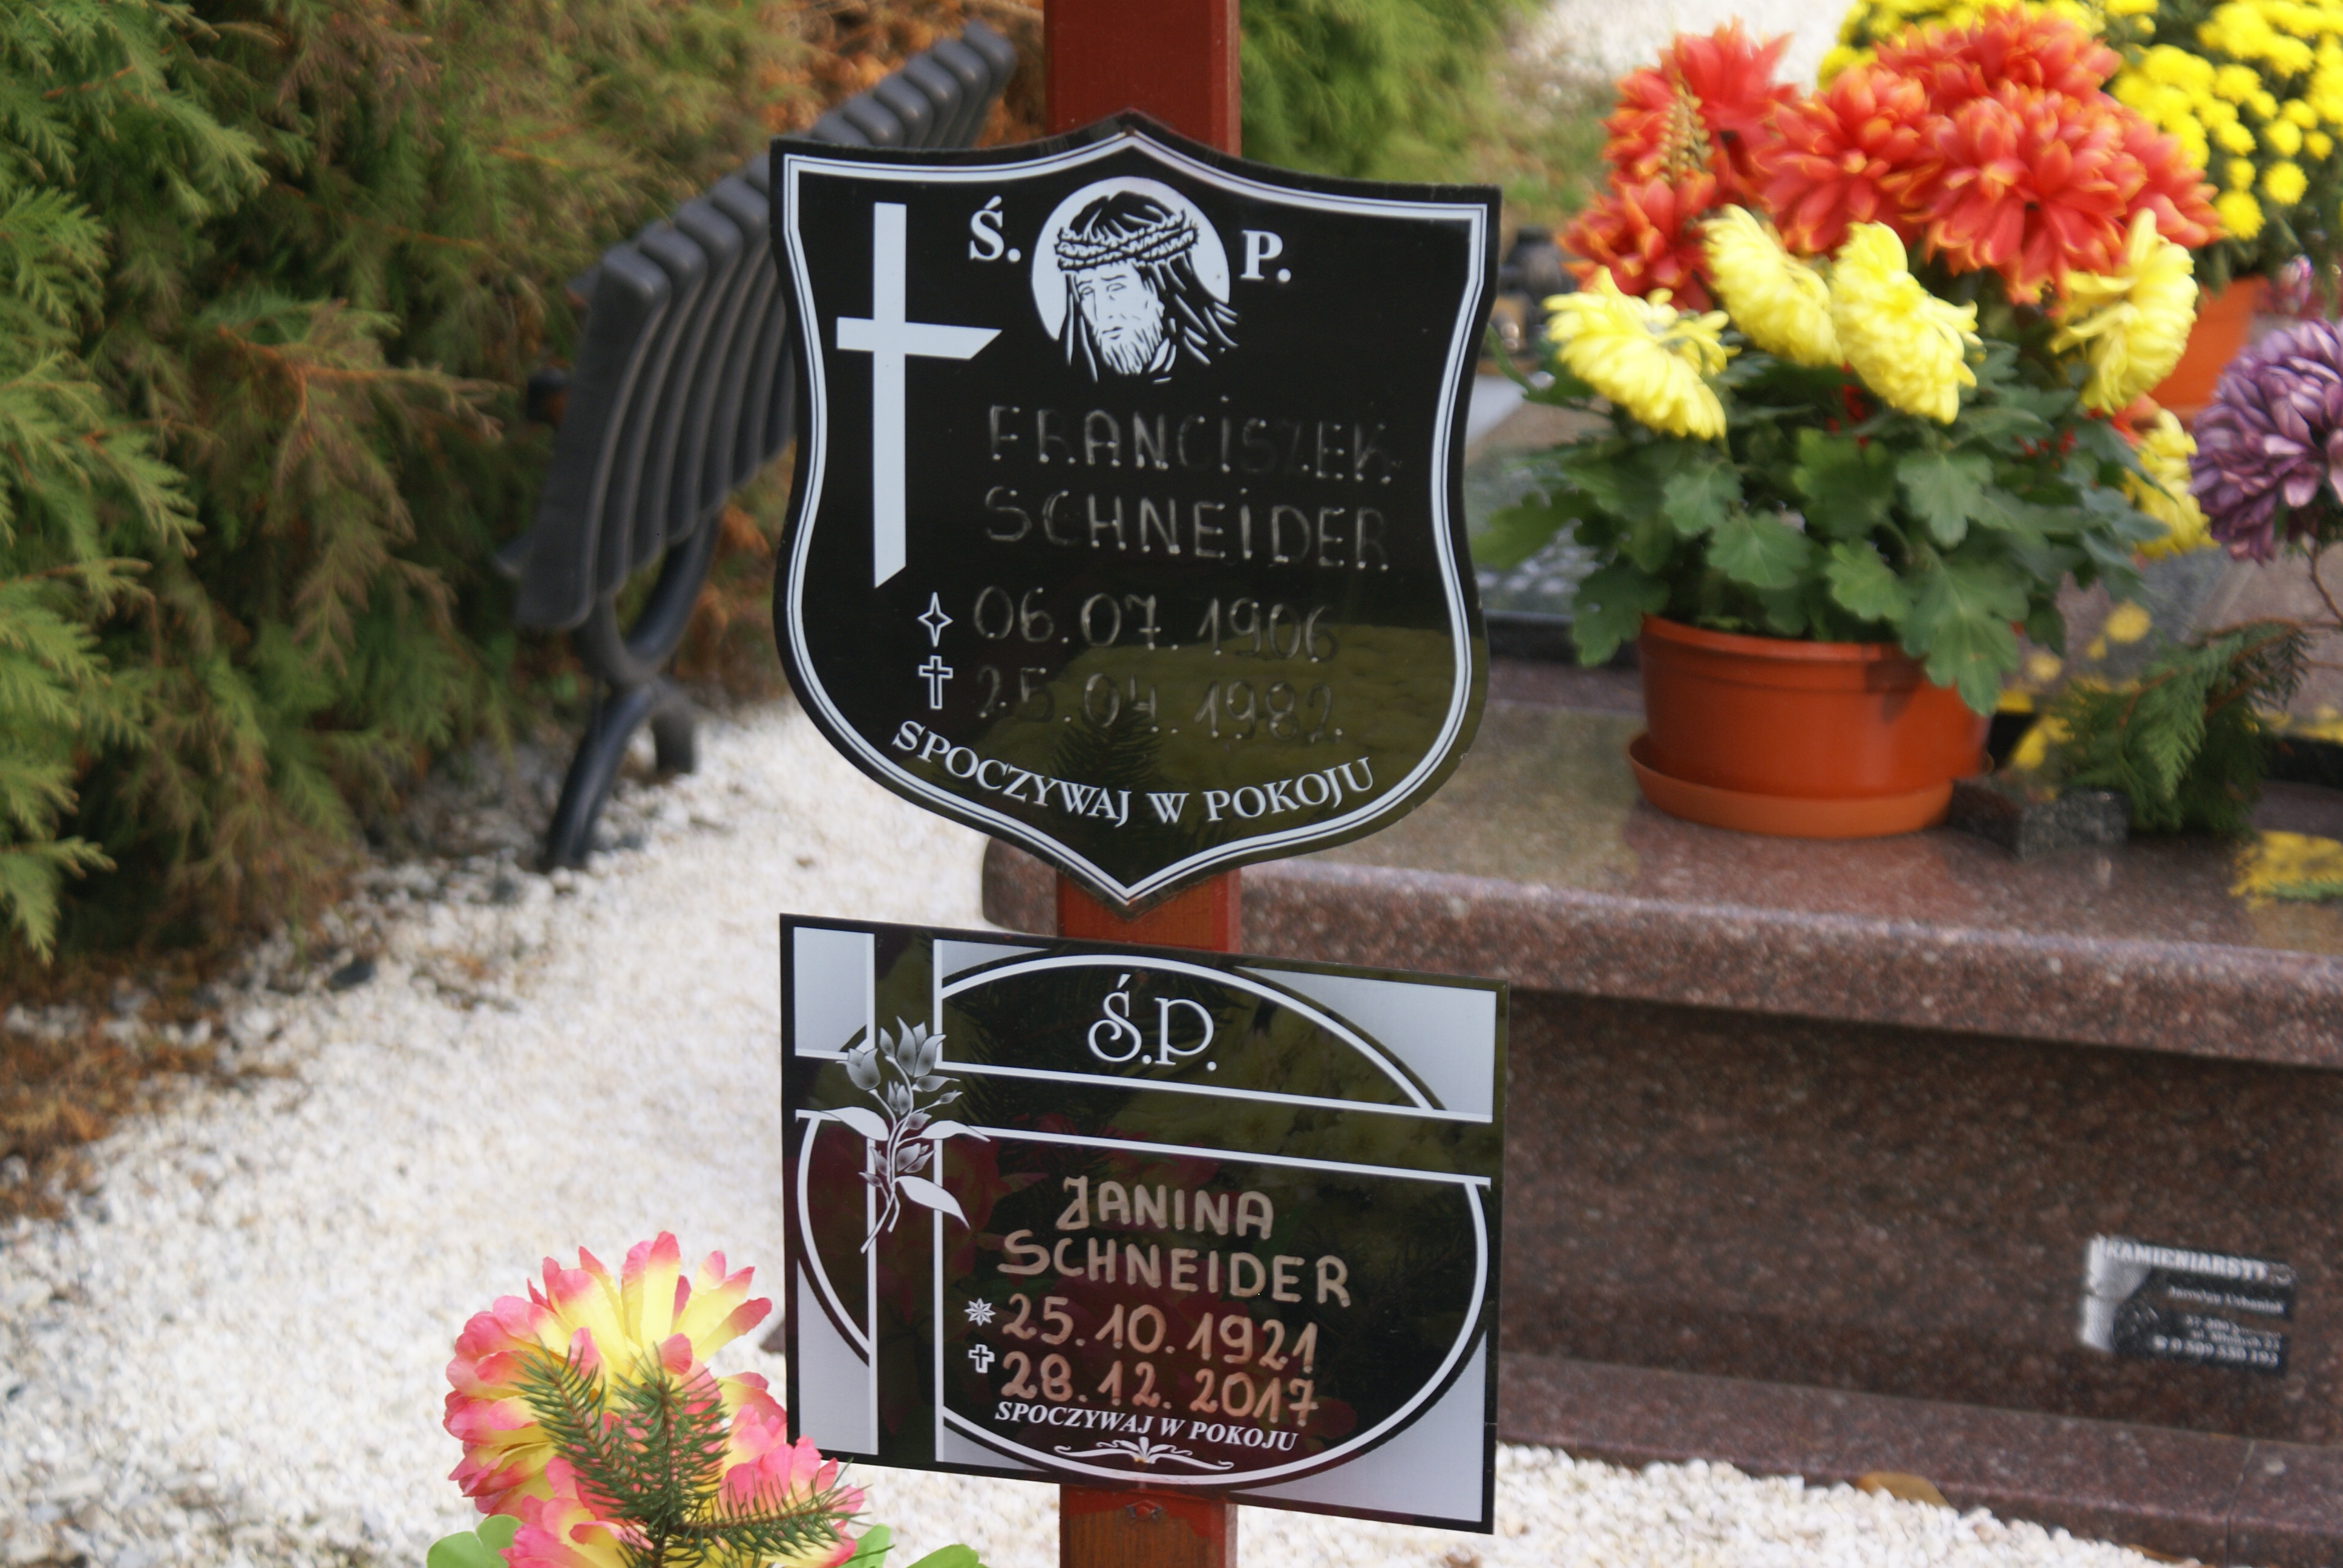 Ś. P.
FRANCISZEK
SCHNEIDER
06.07.1906
25.04.1982
SPOCZYWAJ W POKOJU
Ś.P.
JANINA
SCHNEIDER
25.10.1921
28.12.2017
SPOCZYWAJ W POKOJU
KAMIENIARSTWO